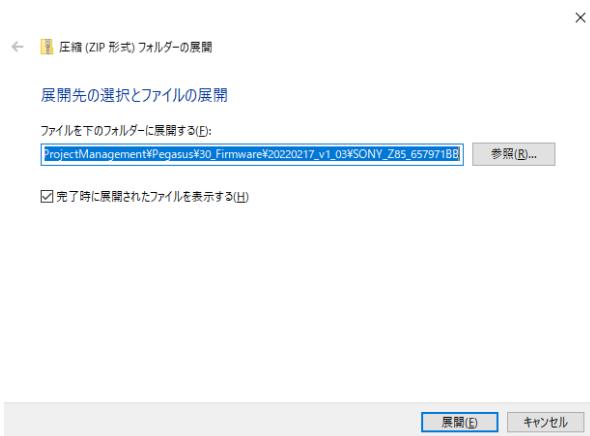 圧縮 (ZIP 形式) フォルダーの展開
展開先の選択とファイルの展開
ファイルを下のフォルダーに展開する(F):
ProjectManagement¥Pegasus¥30_Firmware¥20220217_v1_03¥SONY_Z85_657971BB
参照(R)...
完了時に展開されたファイルを表示する(H)
展開(E)
キャンセル